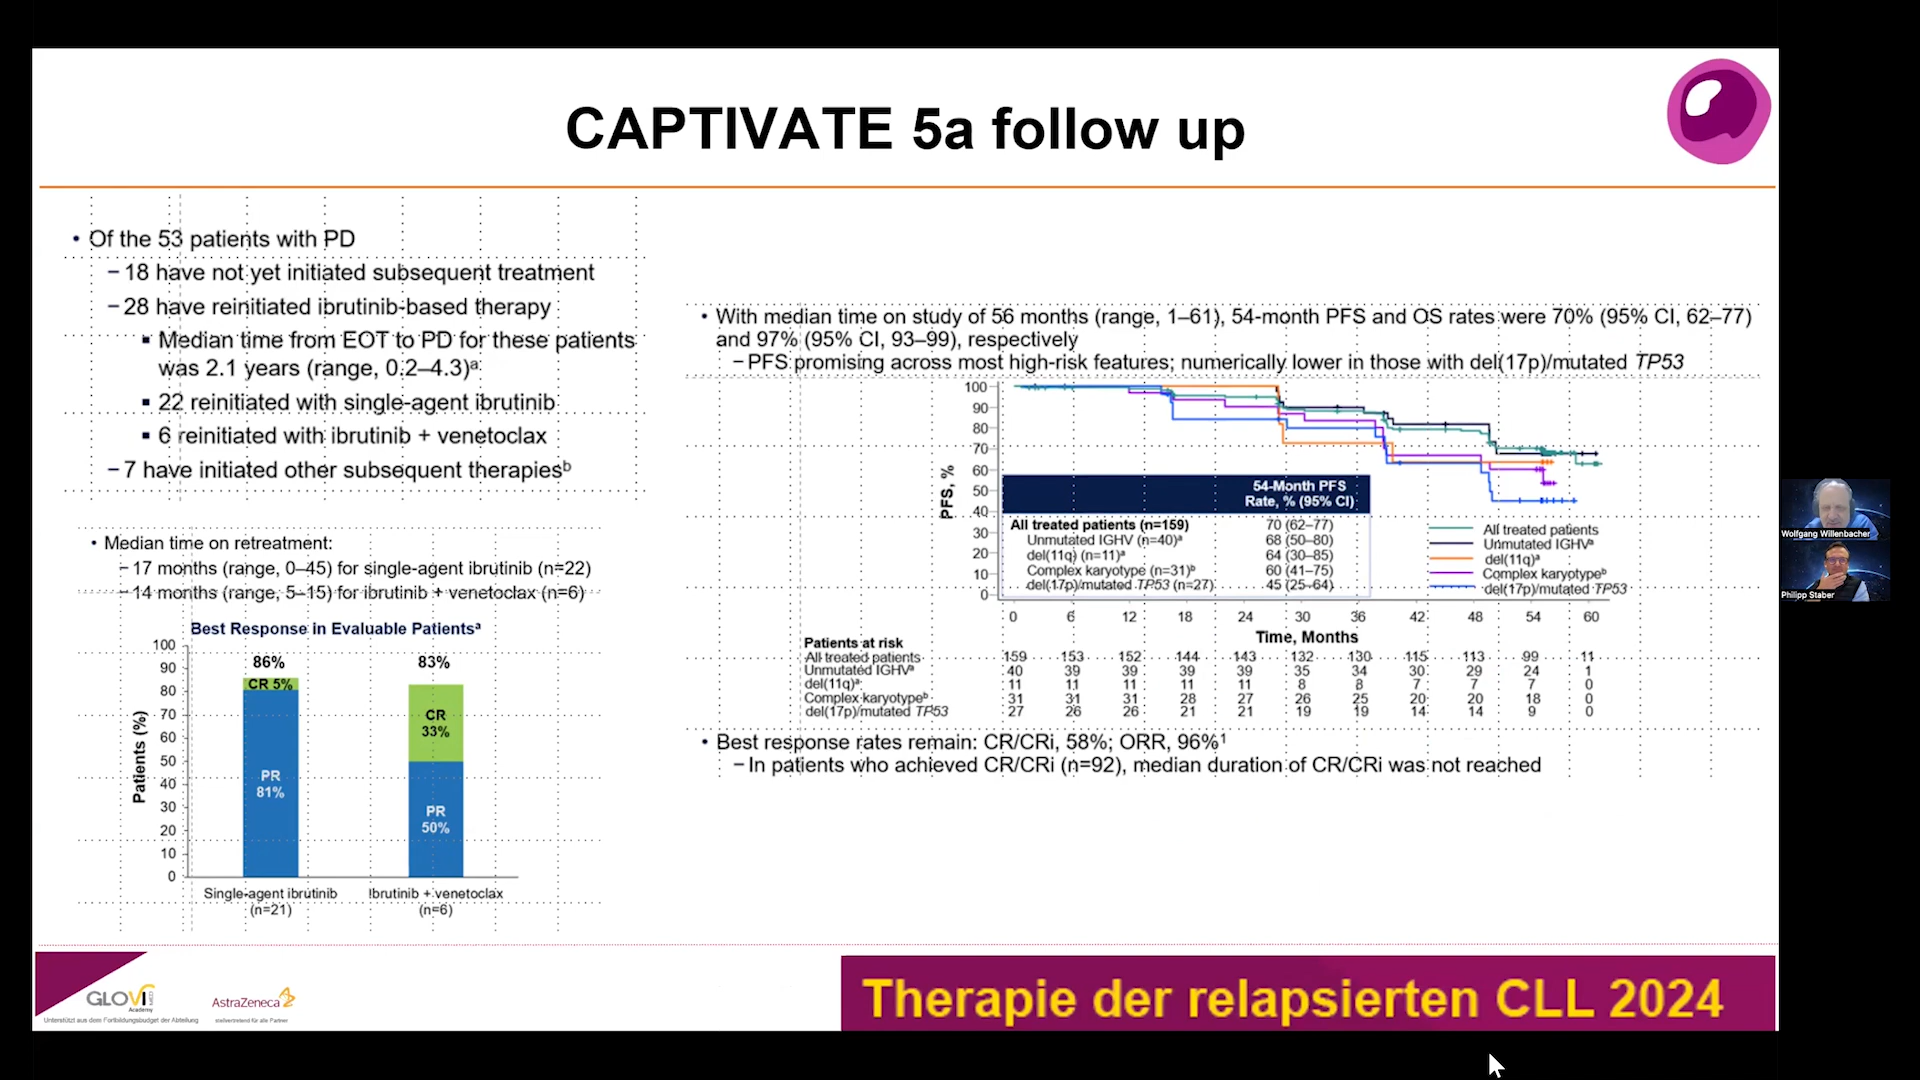 CAPTIVATE 5a follow up
• Of the 53 patients with PD
– 18 have not yet initiated subsequent treatment
– 28 have reinitiated ibrutinib-based therapy
▪ Median time from EOT to PD for these patients
was 2.1 years (range, 0.2–4.3)ᵃ
▪ 22 reinitiated with single-agent ibrutinib
▪ 6 reinitiated with ibrutinib + venetoclax
– 7 have initiated other subsequent therapiesᵇ
• Median time on retreatment:
– 17 months (range, 0–45) for single-agent ibrutinib (n=22)
– 14 months (range, 5–15) for ibrutinib + venetoclax (n=6)
Best Response in Evaluable Patientsᵃ
Patients (%)
100
90
80
70
60
50
40
30
20
10
0
86%
CR 5%
PR
81%
83%
CR
33%
PR
50%
Single-agent ibrutinib
(n=21)
Ibrutinib + venetoclax
(n=6)
• With median time on study of 56 months (range, 1–61), 54-month PFS and OS rates were 70% (95% CI, 62–77)
and 97% (95% CI, 93–99), respectively
– PFS promising across most high-risk features; numerically lower in those with del(17p)/mutated TP53
PFS, %
100
90
80
70
60
50
40
30
20
10
0
54-Month PFS
Rate, % (95% CI)
All treated patients (n=159) 70 (62–77)
Unmutated IGHV (n=40)ᵃ 68 (50–80)
del(11q) (n=11)ᵃ 64 (30–85)
Complex karyotype (n=31)ᵇ 60 (41–75)
del(17p)/mutated TP53 (n=27) 45 (25–64)
All treated patients
Unmutated IGHVᵃ
del(11q)ᵃ
Complex karyotypeᵇ
del(17p)/mutated TP53
0 6 12 18 24 30 36 42 48 54 60
Time, Months
Patients at risk
All treated patients 159 153 152 144 143 132 130 115 113 99 11
Unmutated IGHVᵃ 40 39 39 39 39 35 34 30 29 24 1
del(11q)ᵃ 11 11 11 11 11 8 8 7 7 7 0
Complex karyotypeᵇ 31 31 31 28 27 26 25 20 20 18 0
del(17p)/mutated TP53 27 26 26 21 21 19 19 14 14 9 0
• Best response rates remain: CR/CRi, 58%; ORR, 96%¹
– In patients who achieved CR/CRi (n=92), median duration of CR/CRi was not reached
GLOVI
MED
Academy
Unterstützt aus dem Fortbildungsbudget der Abteilung
AstraZeneca
stellvertretend für alle Partner
Therapie der relapsierten CLL 2024
Wolfgang Willenbacher
Philipp Staber